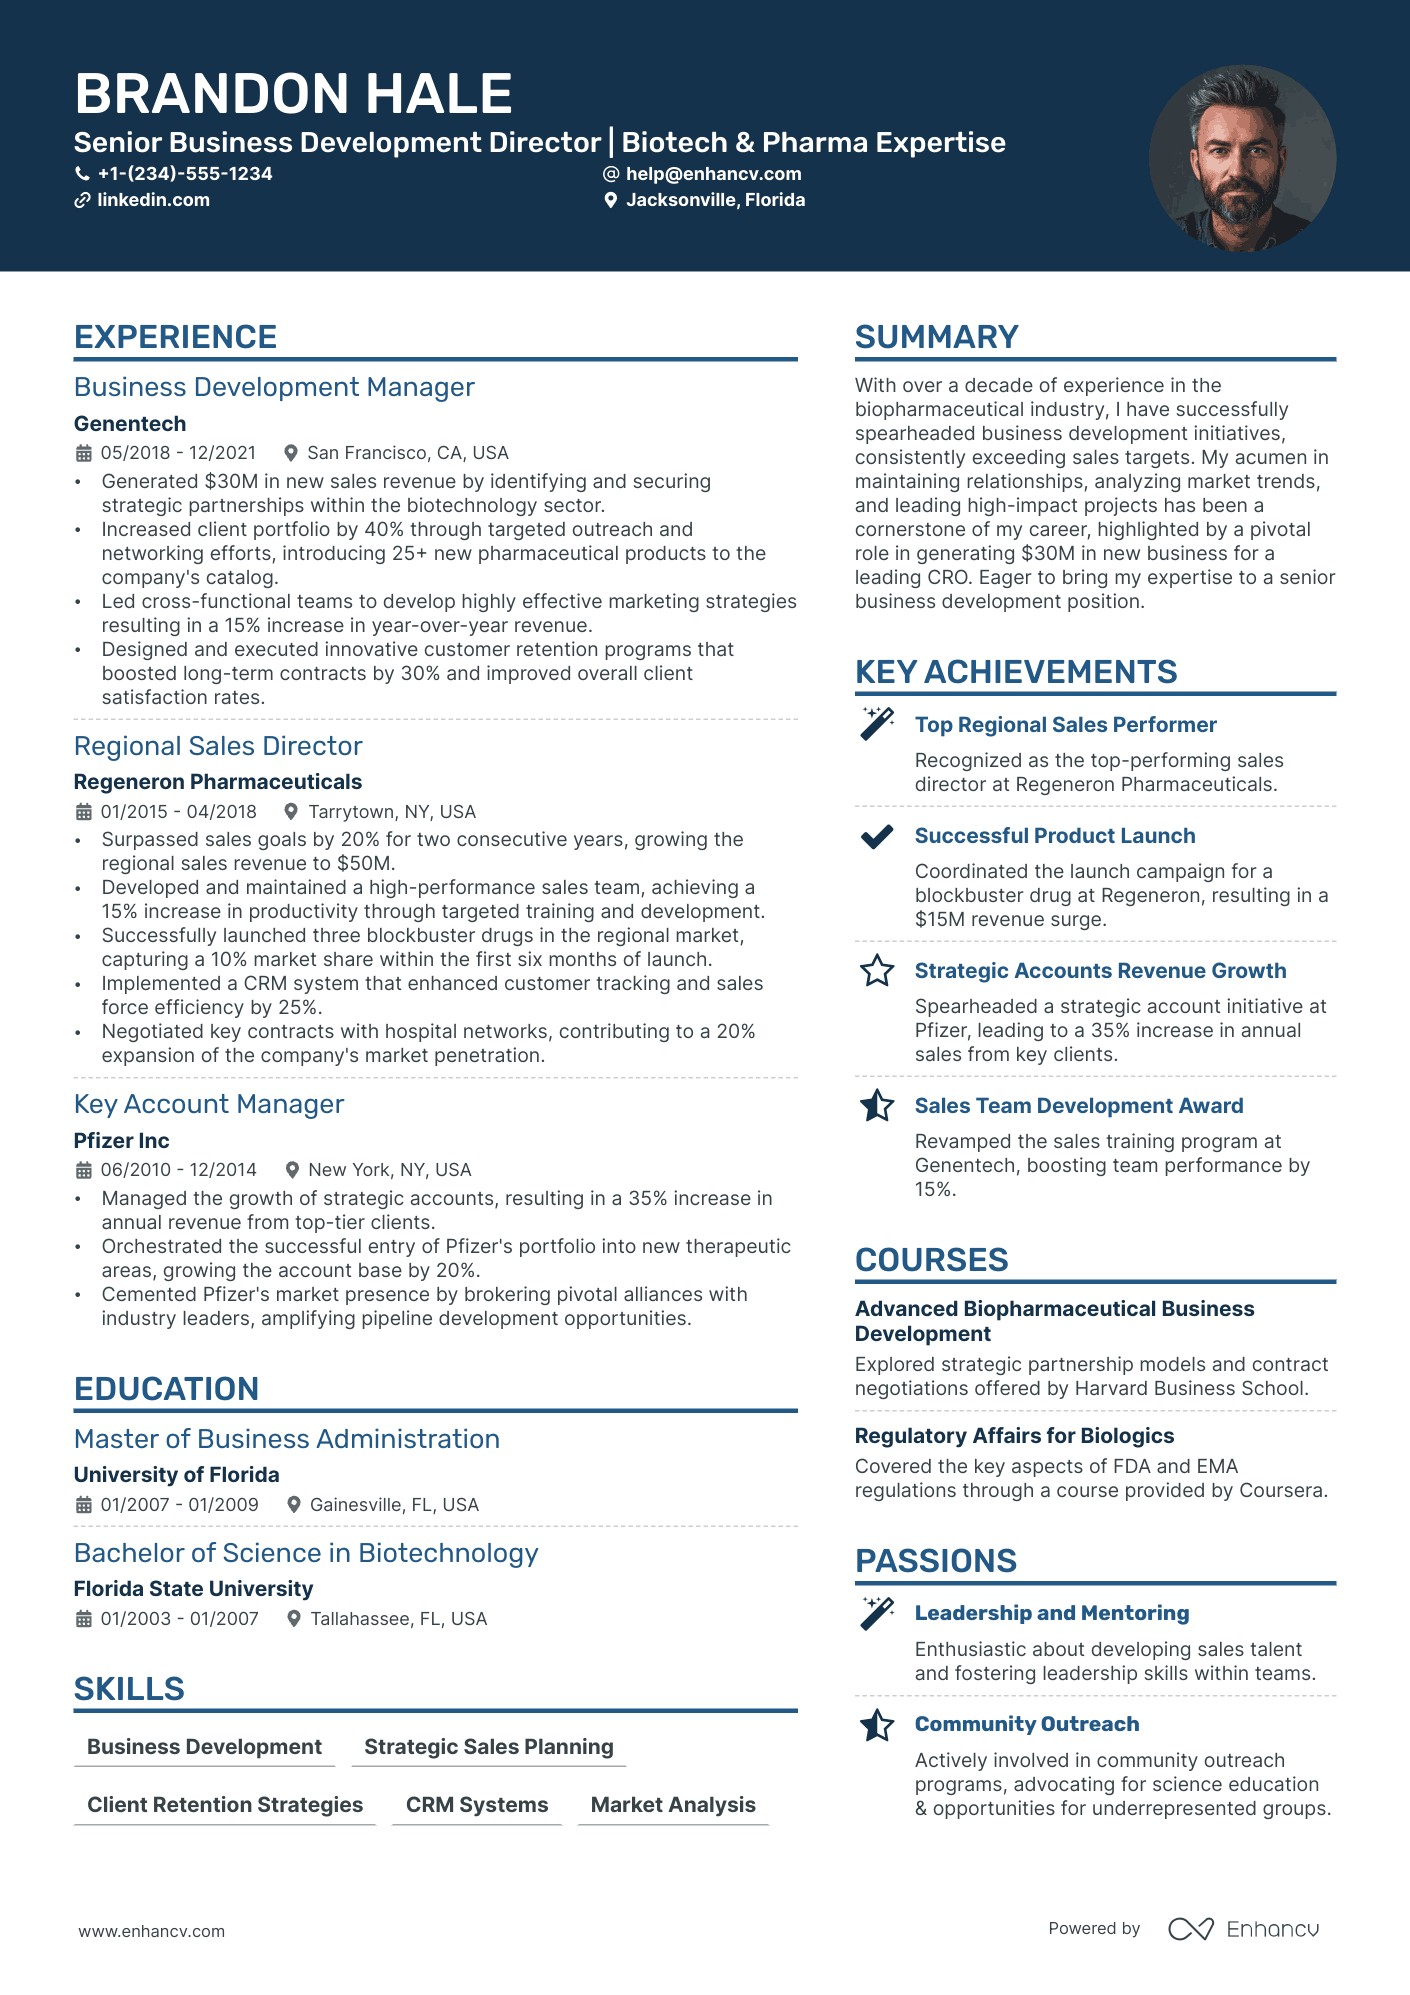 BRANDON HALE
Senior Business Development Director | Biotech & Pharma Expertise
+1-(234)-555-1234
help@enhancv.com
linkedin.com
Jacksonville, Florida
EXPERIENCE
Business Development Manager
Genentech
05/2018 - 12/2021 San Francisco, CA, USA
• Generated $30M in new sales revenue by identifying and securing
strategic partnerships within the biotechnology sector.
• Increased client portfolio by 40% through targeted outreach and
networking efforts, introducing 25+ new pharmaceutical products to the
company's catalog.
• Led cross-functional teams to develop highly effective marketing strategies
resulting in a 15% increase in year-over-year revenue.
• Designed and executed innovative customer retention programs that
boosted long-term contracts by 30% and improved overall client
satisfaction rates.
Regional Sales Director
Regeneron Pharmaceuticals
01/2015 - 04/2018 Tarrytown, NY, USA
• Surpassed sales goals by 20% for two consecutive years, growing the
regional sales revenue to $50M.
• Developed and maintained a high-performance sales team, achieving a
15% increase in productivity through targeted training and development.
• Successfully launched three blockbuster drugs in the regional market,
capturing a 10% market share within the first six months of launch.
• Implemented a CRM system that enhanced customer tracking and sales
force efficiency by 25%.
• Negotiated key contracts with hospital networks, contributing to a 20%
expansion of the company's market penetration.
Key Account Manager
Pfizer Inc
06/2010 - 12/2014 New York, NY, USA
• Managed the growth of strategic accounts, resulting in a 35% increase in
annual revenue from top-tier clients.
• Orchestrated the successful entry of Pfizer's portfolio into new therapeutic
areas, growing the account base by 20%.
• Cemented Pfizer's market presence by brokering pivotal alliances with
industry leaders, amplifying pipeline development opportunities.
EDUCATION
Master of Business Administration
University of Florida
01/2007 - 01/2009 Gainesville, FL, USA
Bachelor of Science in Biotechnology
Florida State University
01/2003 - 01/2007 Tallahassee, FL, USA
SKILLS
Business Development Strategic Sales Planning
Client Retention Strategies CRM Systems Market Analysis
SUMMARY
With over a decade of experience in the
biopharmaceutical industry, I have successfully
spearheaded business development initiatives,
consistently exceeding sales targets. My acumen in
maintaining relationships, analyzing market trends,
and leading high-impact projects has been a
cornerstone of my career, highlighted by a pivotal
role in generating $30M in new business for a
leading CRO. Eager to bring my expertise to a senior
business development position.
KEY ACHIEVEMENTS
Top Regional Sales Performer
Recognized as the top-performing sales
director at Regeneron Pharmaceuticals.
Successful Product Launch
Coordinated the launch campaign for a
blockbuster drug at Regeneron, resulting in a
$15M revenue surge.
Strategic Accounts Revenue Growth
Spearheaded a strategic account initiative at
Pfizer, leading to a 35% increase in annual
sales from key clients.
Sales Team Development Award
Revamped the sales training program at
Genentech, boosting team performance by
15%.
COURSES
Advanced Biopharmaceutical Business
Development
Explored strategic partnership models and contract
negotiations offered by Harvard Business School.
Regulatory Affairs for Biologics
Covered the key aspects of FDA and EMA
regulations through a course provided by Coursera.
PASSIONS
Leadership and Mentoring
Enthusiastic about developing sales talent
and fostering leadership skills within teams.
Community Outreach
Actively involved in community outreach
programs, advocating for science education
& opportunities for underrepresented groups.
www.enhancv.com
Powered by Enhancv